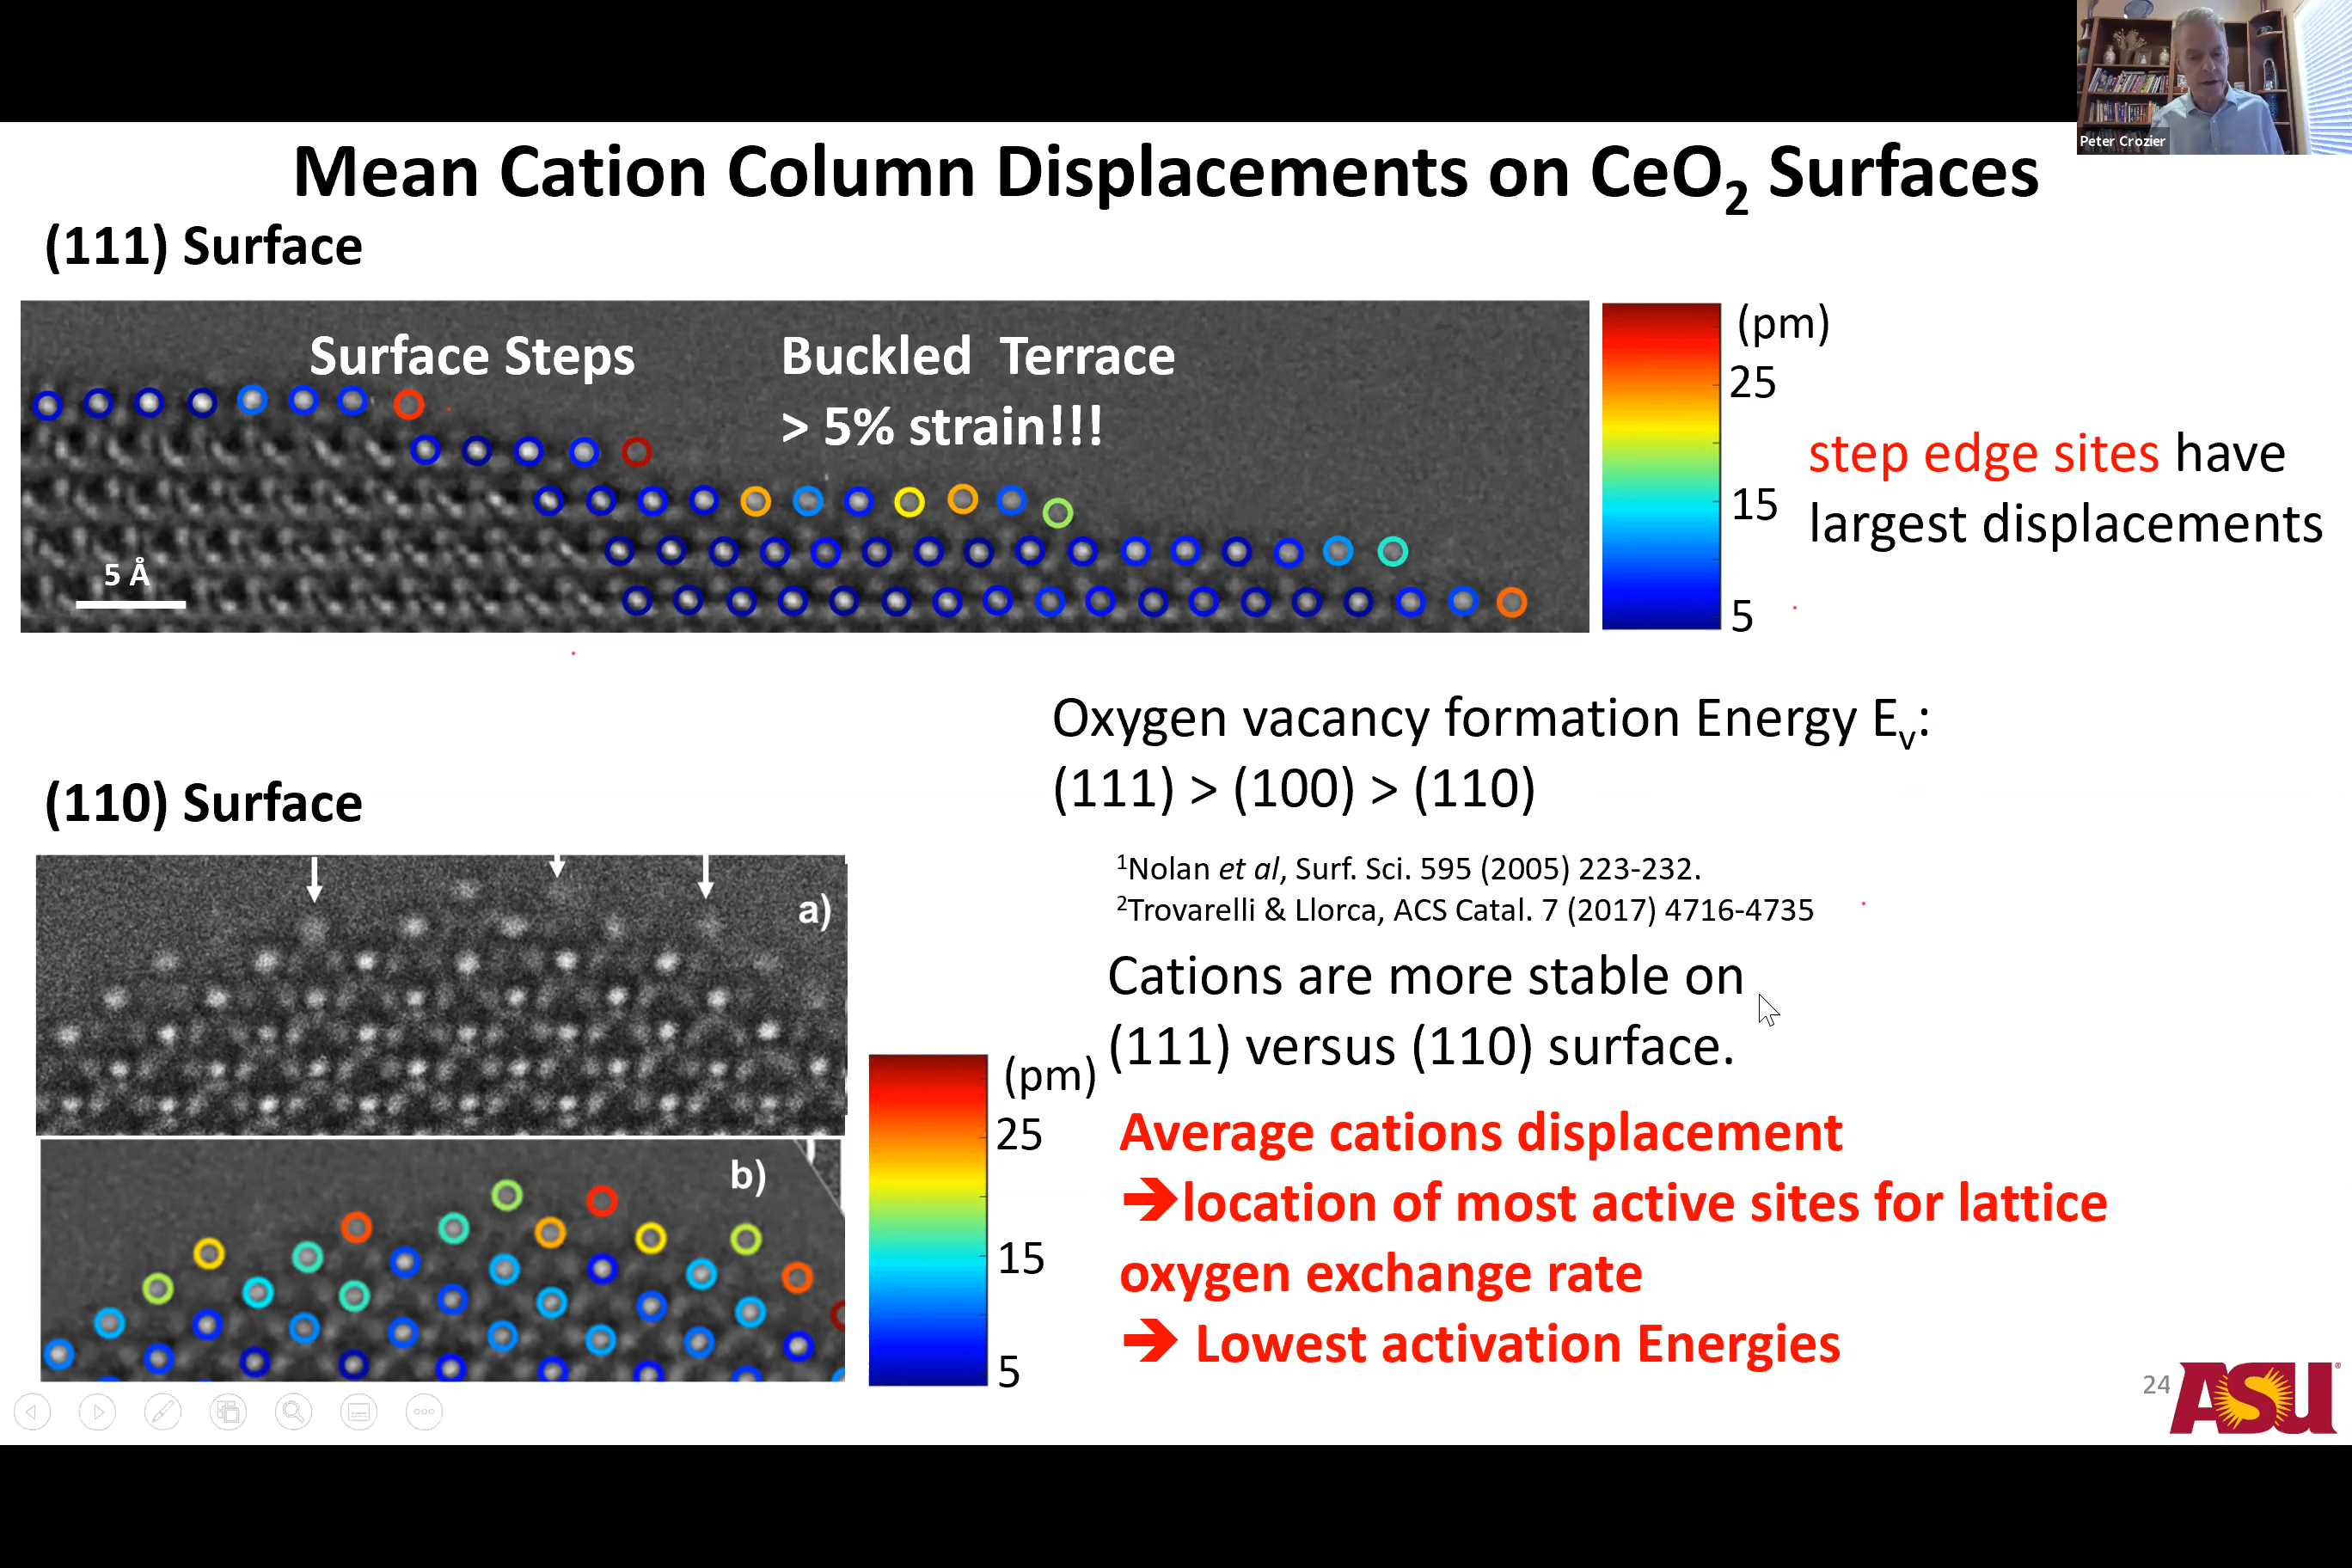 Peter Crozier
Mean Cation Column Displacements on CeO₂ Surfaces
(111) Surface
Surface Steps
Buckled Terrace
> 5% strain!!!
5 Å
(pm)
25
15
5
step edge sites have
largest displacements
Oxygen vacancy formation Energy Eᵥ:
(111) > (100) > (110)
¹Nolan et al, Surf. Sci. 595 (2005) 223-232.
²Trovarelli & Llorca, ACS Catal. 7 (2017) 4716-4735
(110) Surface
a)
b)
(pm)
25
15
5
Cations are more stable on
(111) versus (110) surface.
Average cations displacement
➔location of most active sites for lattice
oxygen exchange rate
➔ Lowest activation Energies
24
ASU